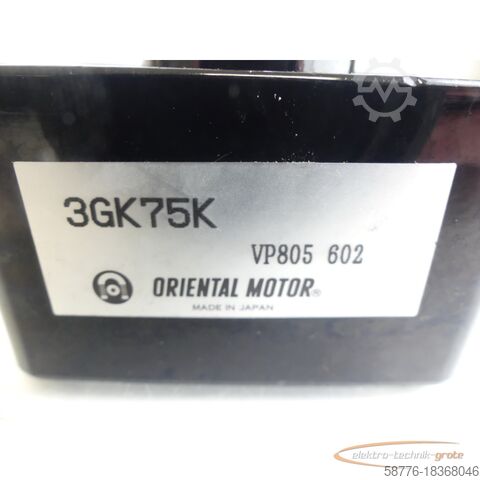 3GK75K
VP805 602
ORIENTAL MOTOR®
MADE IN JAPAN
elektro-technik-grote
58776-18368046